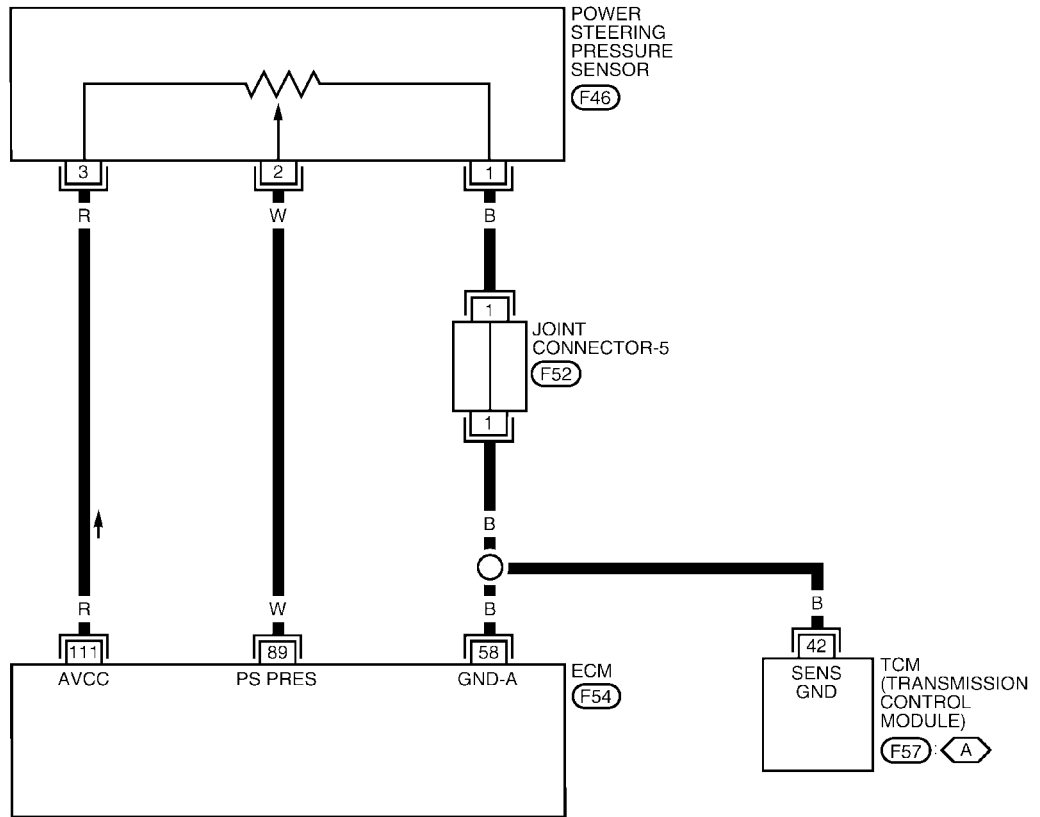 POWER
STEERING
PRESSURE
SENSOR
F46
3
2
1
R
W
B
1
JOINT
CONNECTOR-5
F52
1
B
R
W
B
B
111
89
58
42
AVCC
PS PRES
GND-A
ECM
F54
SENS
GND
TCM
(TRANSMISSION
CONTROL
MODULE)
F57 : A